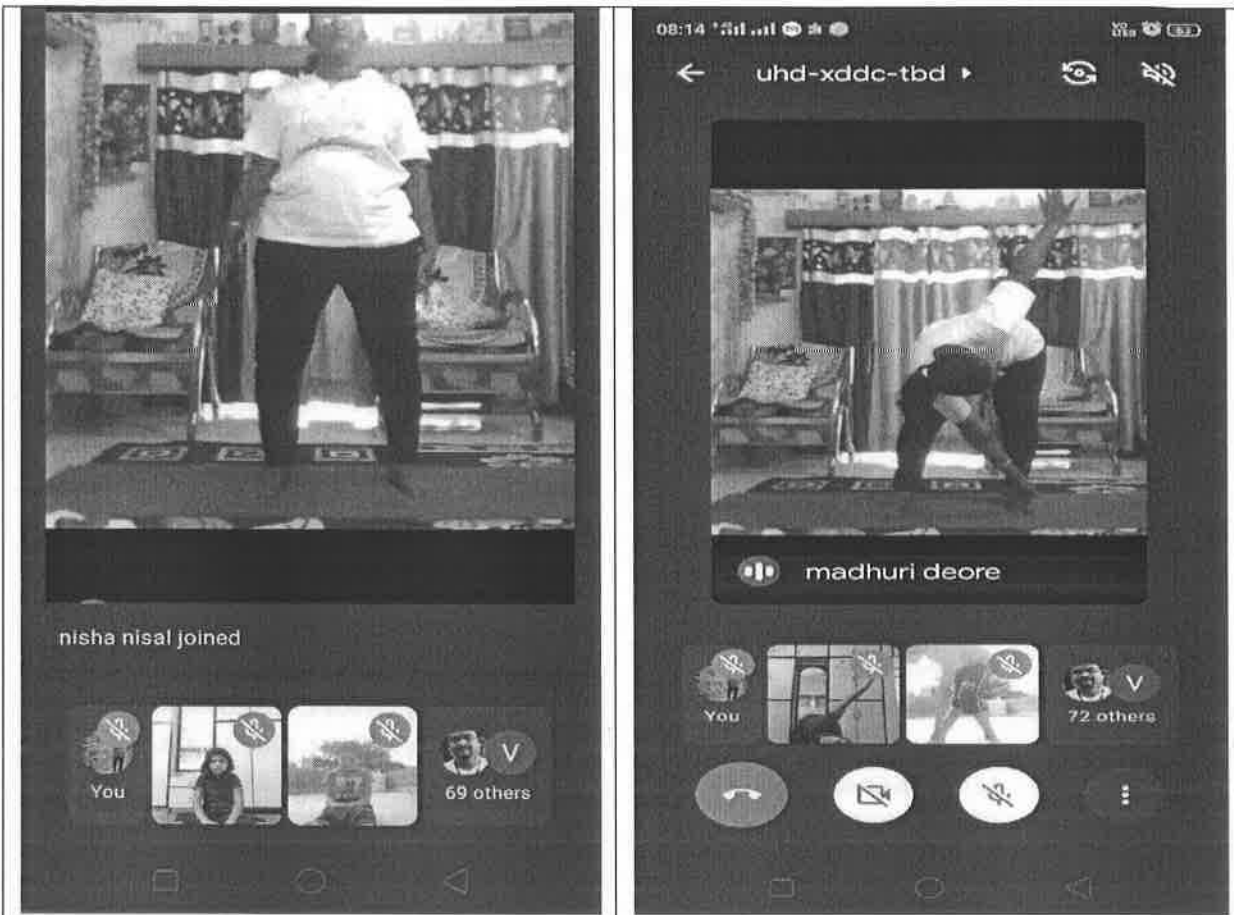 nisha nisal joined
You
V
69 others
08:14
uhd-xddc-tbd
madhuri deore
You
V
72 others